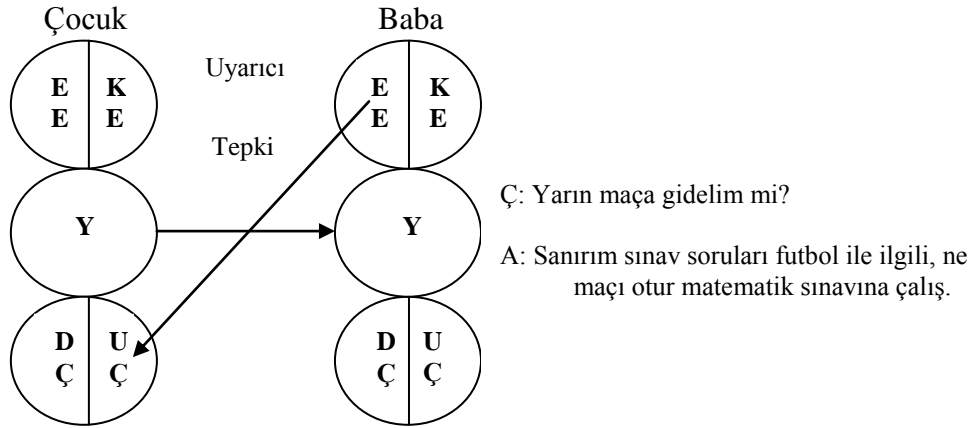 Çocuk Baba
Uyarıcı
E K E K
E E E E
Tepki
Ç: Yarın maça gidelim mi?
Y Y
A: Sanırım sınav soruları futbol ile ilgili, ne
maçı otur matematik sınavına çalış.
D U D U
Ç Ç Ç Ç